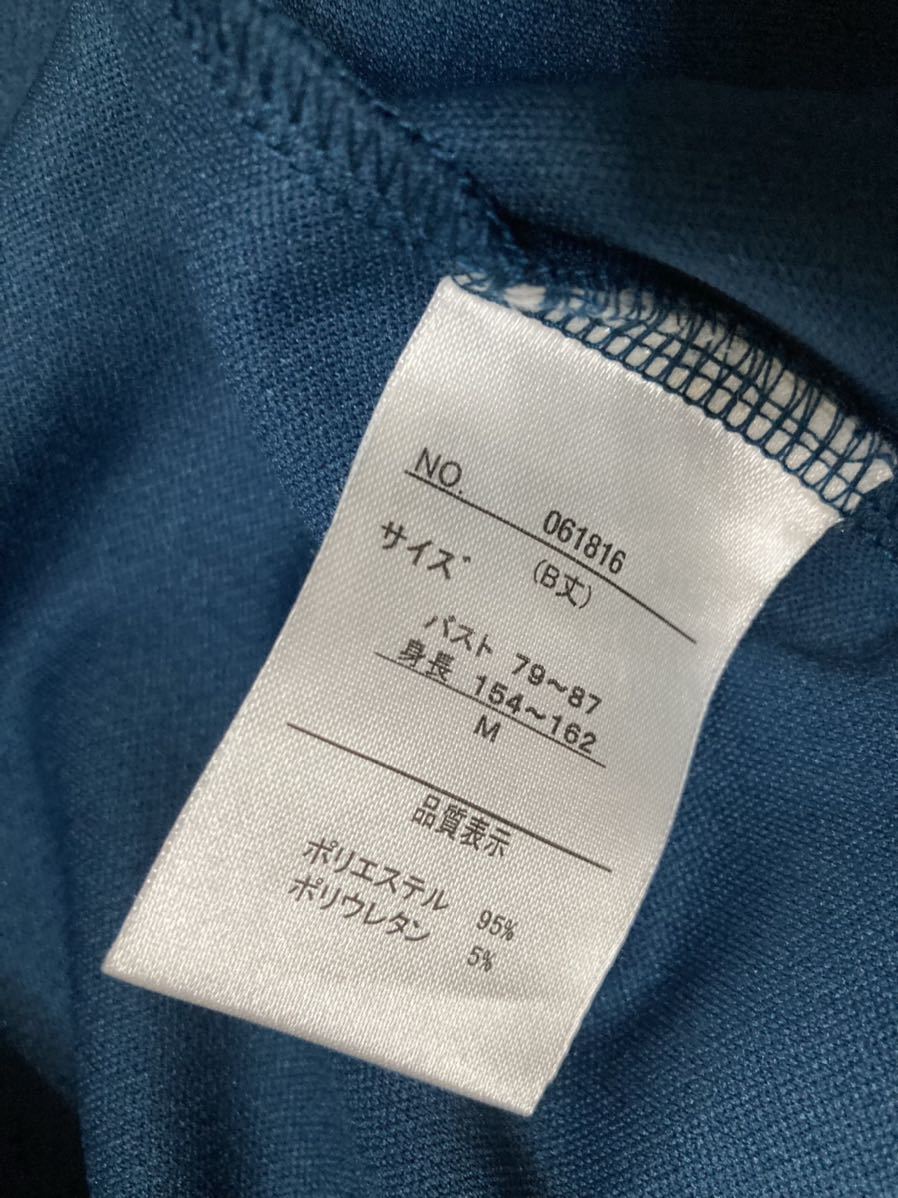 NO. 061816
サイズ (B丈)
バスト 79~87
身長 154~162
M
品質表示
ポリエステル 95%
ポリウレタン 5%